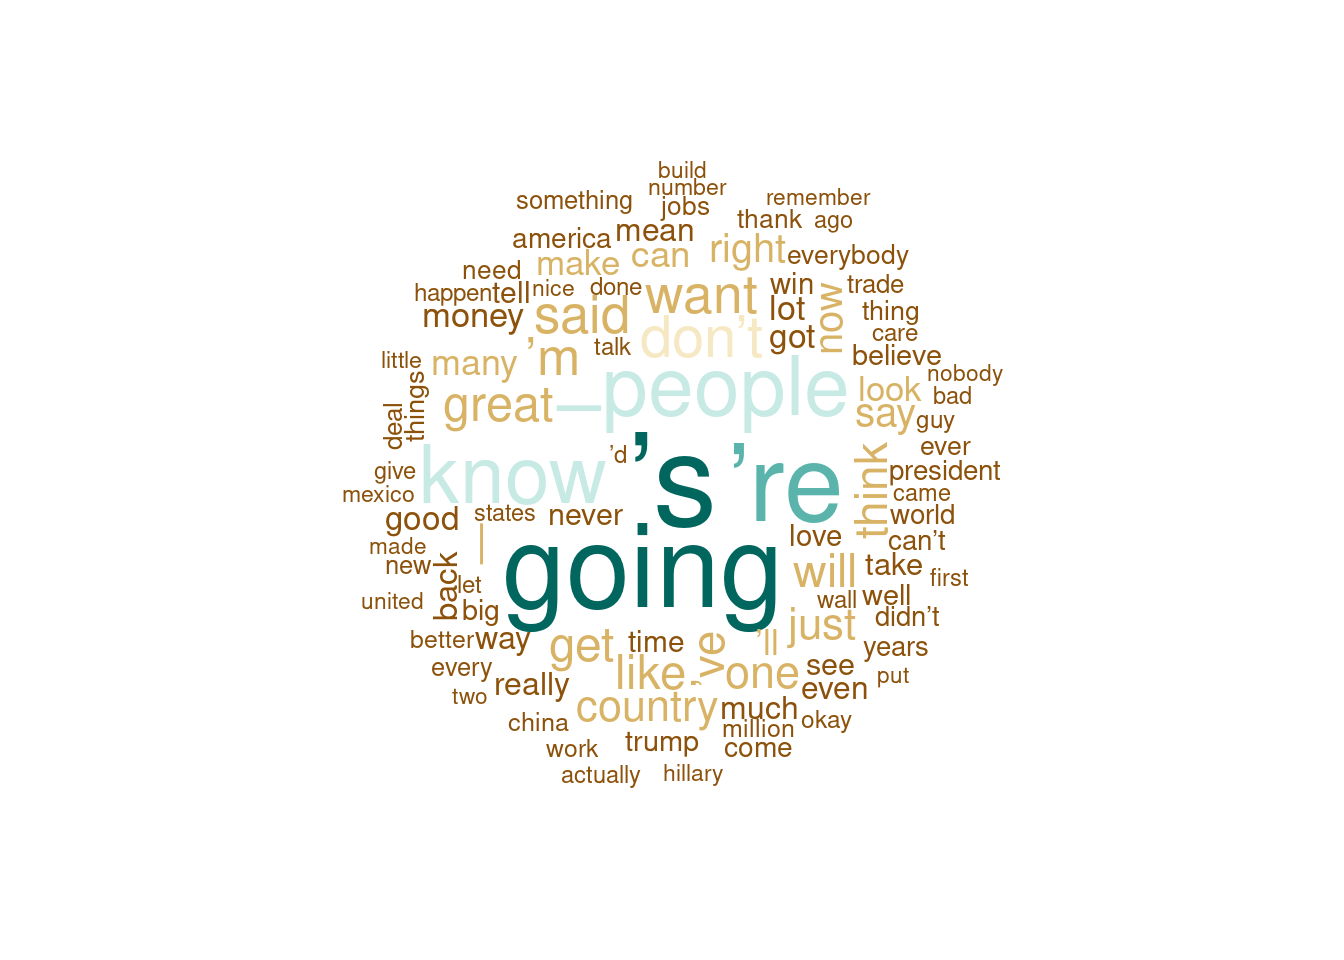 build
number
something
jobs
remember
thank
ago
america
mean
make
can
right
everybody
need
happen
tell
nice
done
want
win
trade
money
said
don’t
lot
now
thing
got
care
’m
talk
believe
little
many
people
nobody
look
bad
things
great
–
say
guy
deal
know
’d
’s
’re
think
ever
president
give
mexico
came
good
states
never
world
love
can’t
made
—
going
new
back
let
will
take
first
united
big
wall
well
just
didn’t
better
way
get
time
’ve
’ll
years
every
like
one
see
put
two
really
even
country
much
china
million
okay
work
trump
come
actually
hillary